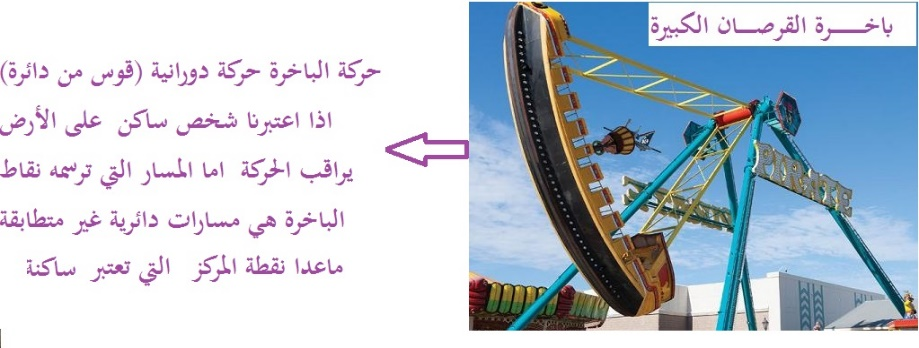 باخـــــرة القرصـــان الكبيرة
حركة الباخرة حركة دورانية (قوس من دائرة)
اذا اعتبرنا شخص ساكن على الأرض
يراقب الحركة اما المسار التي ترسمه نقاط
الباخرة هي مسارات دائرية غير متطابقة
ماعدا نقطة المركز التي تعتبر ساكنة
PIRATE